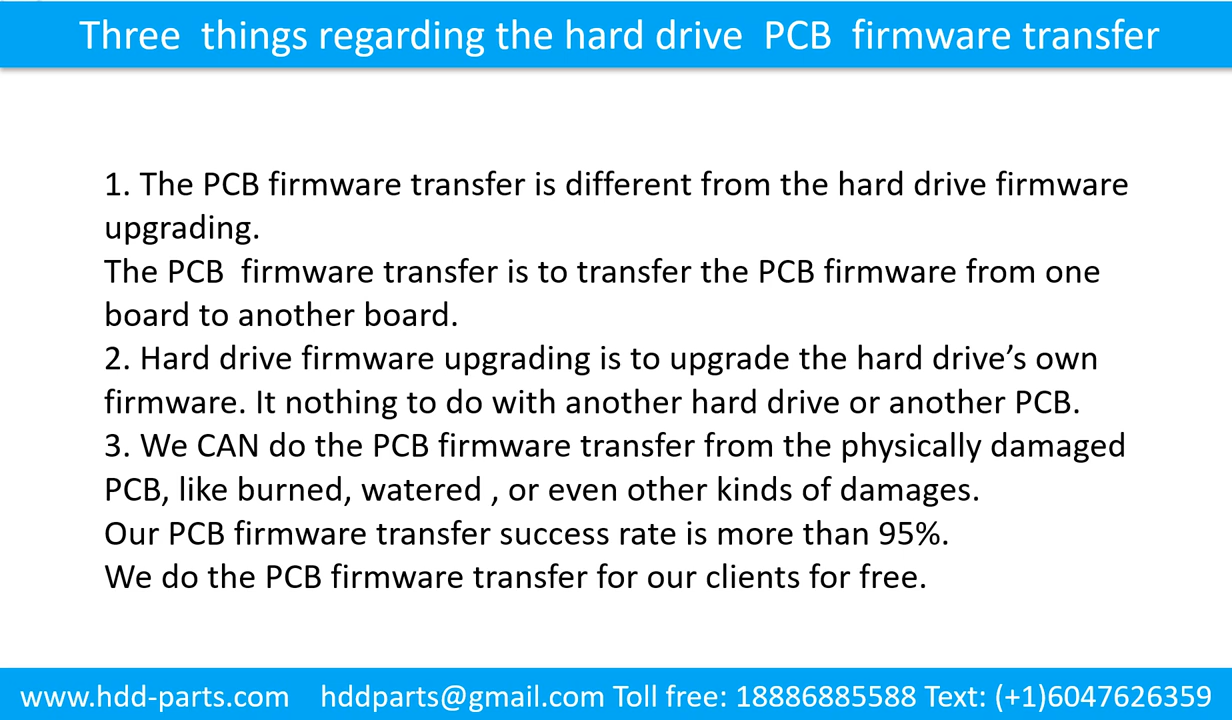 Three things regarding the hard drive PCB firmware transfer
1. The PCB firmware transfer is different from the hard drive firmware
upgrading.
The PCB firmware transfer is to transfer the PCB firmware from one
board to another board.
2. Hard drive firmware upgrading is to upgrade the hard drive’s own
firmware. It nothing to do with another hard drive or another PCB.
3. We CAN do the PCB firmware transfer from the physically damaged
PCB, like burned, watered , or even other kinds of damages.
Our PCB firmware transfer success rate is more than 95%.
We do the PCB firmware transfer for our clients for free.
www.hdd-parts.com hddparts@gmail.com Toll free: 18886885588 Text: (+1)6047626359